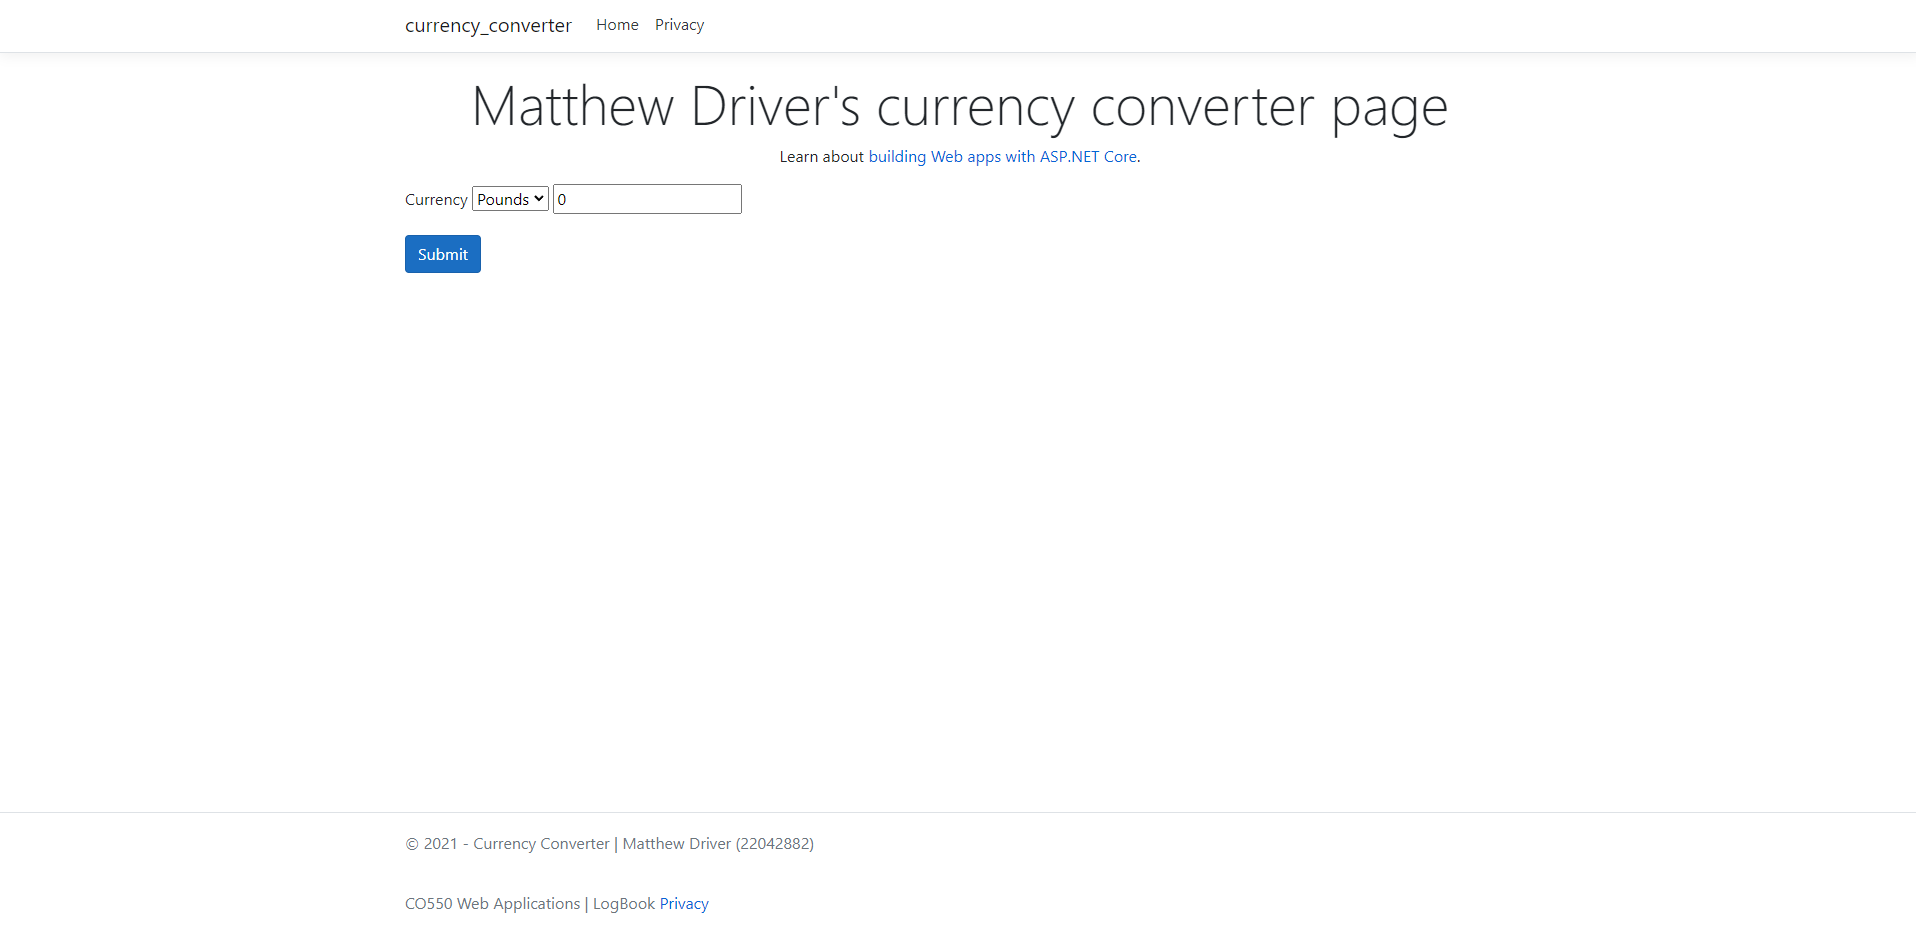 currency_converter Home Privacy
Matthew Driver's currency converter page
Learn about building Web apps with ASP.NET Core.
Currency Pounds 0
Submit
© 2021 - Currency Converter | Matthew Driver (22042882)
CO550 Web Applications | LogBook Privacy